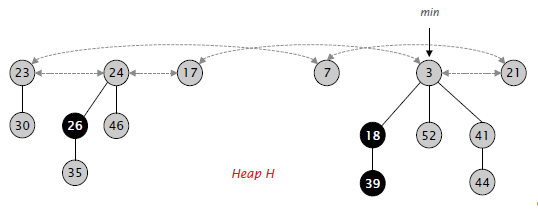 min
23 24 17 7 3 21
30 26 46 18 52 41
35 Heap H 39 44